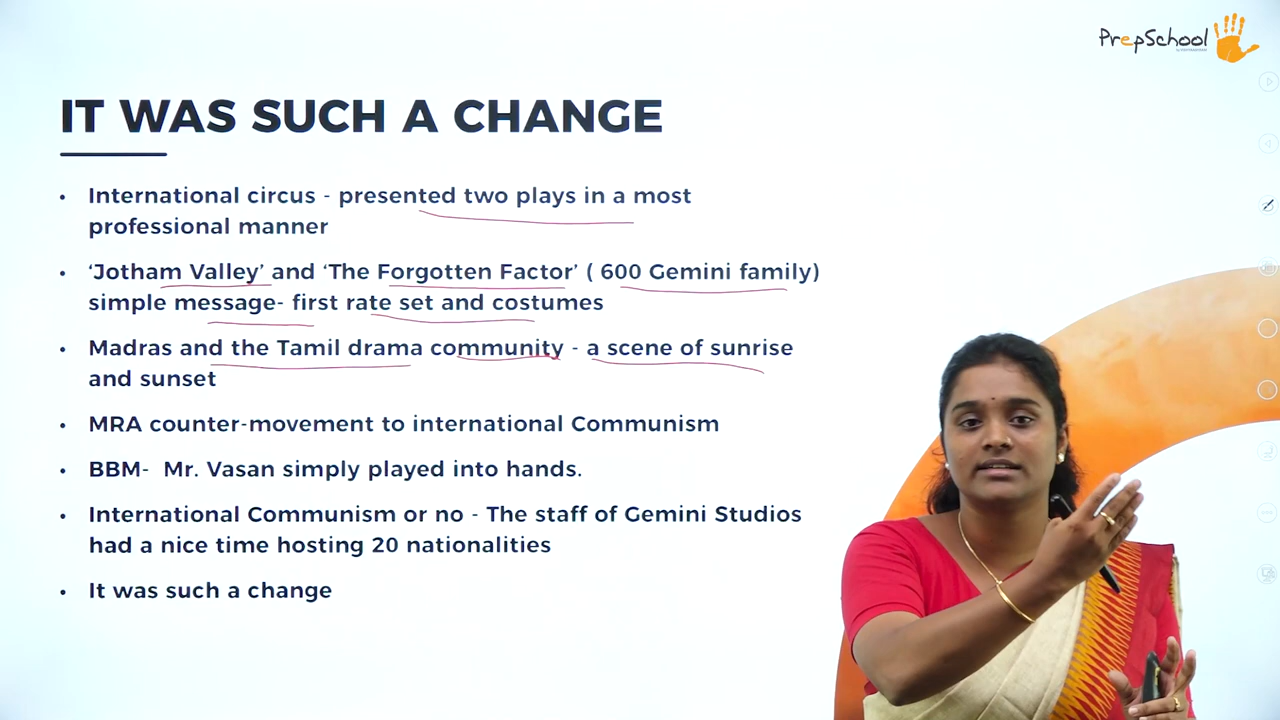 PrepSchool
IT WAS SUCH A CHANGE
• International circus - presented two plays in a most
professional manner
• ‘Jotham Valley’ and ‘The Forgotten Factor’ ( 600 Gemini family)
simple message- first rate set and costumes
• Madras and the Tamil drama community - a scene of sunrise
and sunset
• MRA counter-movement to international Communism
• BBM- Mr. Vasan simply played into hands.
• International Communism or no - The staff of Gemini Studios
had a nice time hosting 20 nationalities
• It was such a change